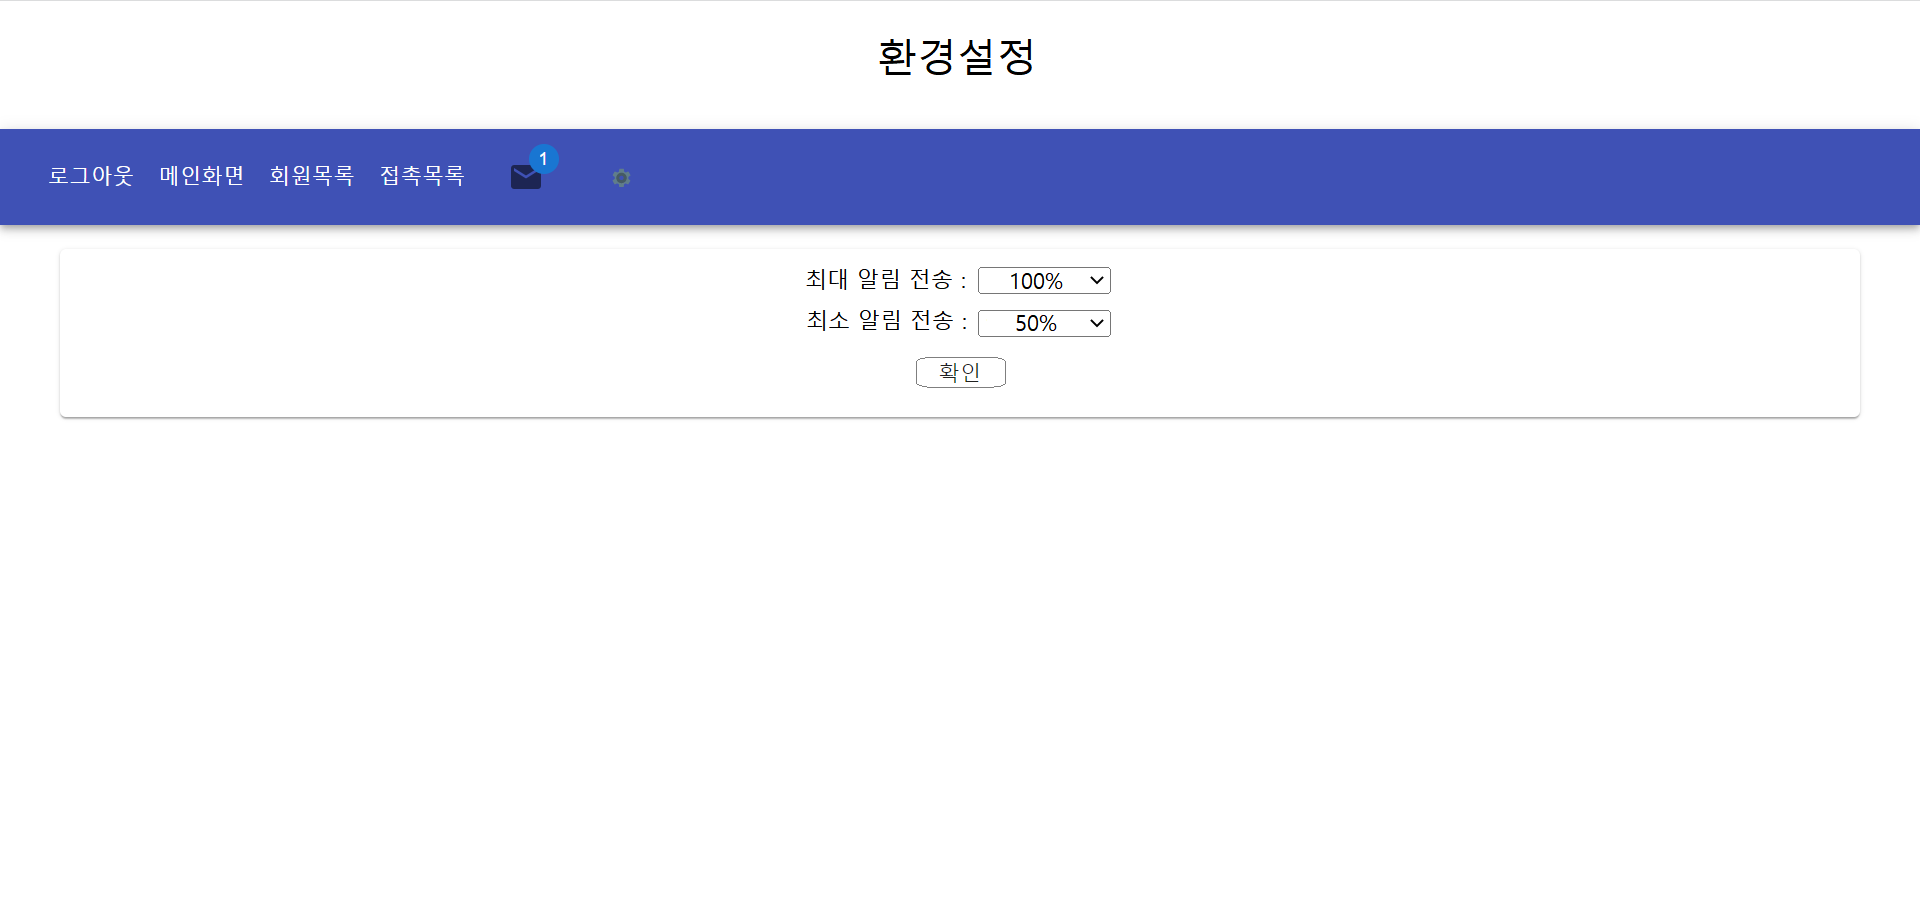 환경설정
로그아웃 메인화면 회원목록 접촉목록 1
최대 알림 전송 : 100%
최소 알림 전송 : 50%
확인